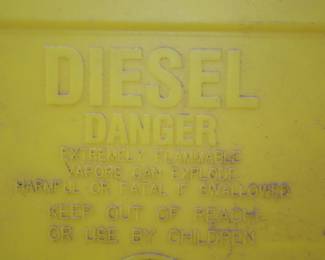 DIESEL
DANGER
EXTREMELY FLAMMABLE
VAPORS CAN EXPLODE
HARMFUL OR FATAL IF SWALLOWED
KEEP OUT OF REACH
OR USE BY CHILDREN